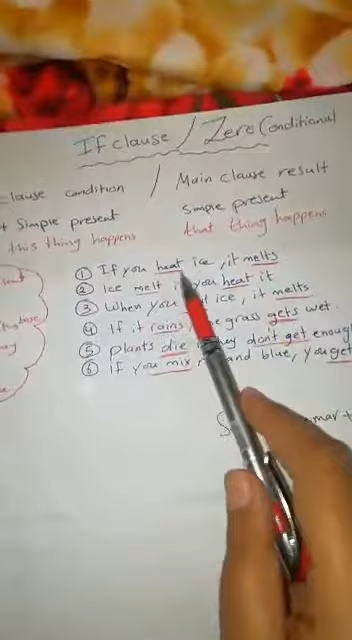 If clause / Zero Conditional
clause condition / Main clause result
+ simple present simple present
this thing happens that thing happens
① If you heat ice, it melts
② Ice melt you heat it
③ When you ice, it melts
④ If it rains, grass gets wet.
⑤ plants die they dont get enough
⑥ If you mix and blue, you get